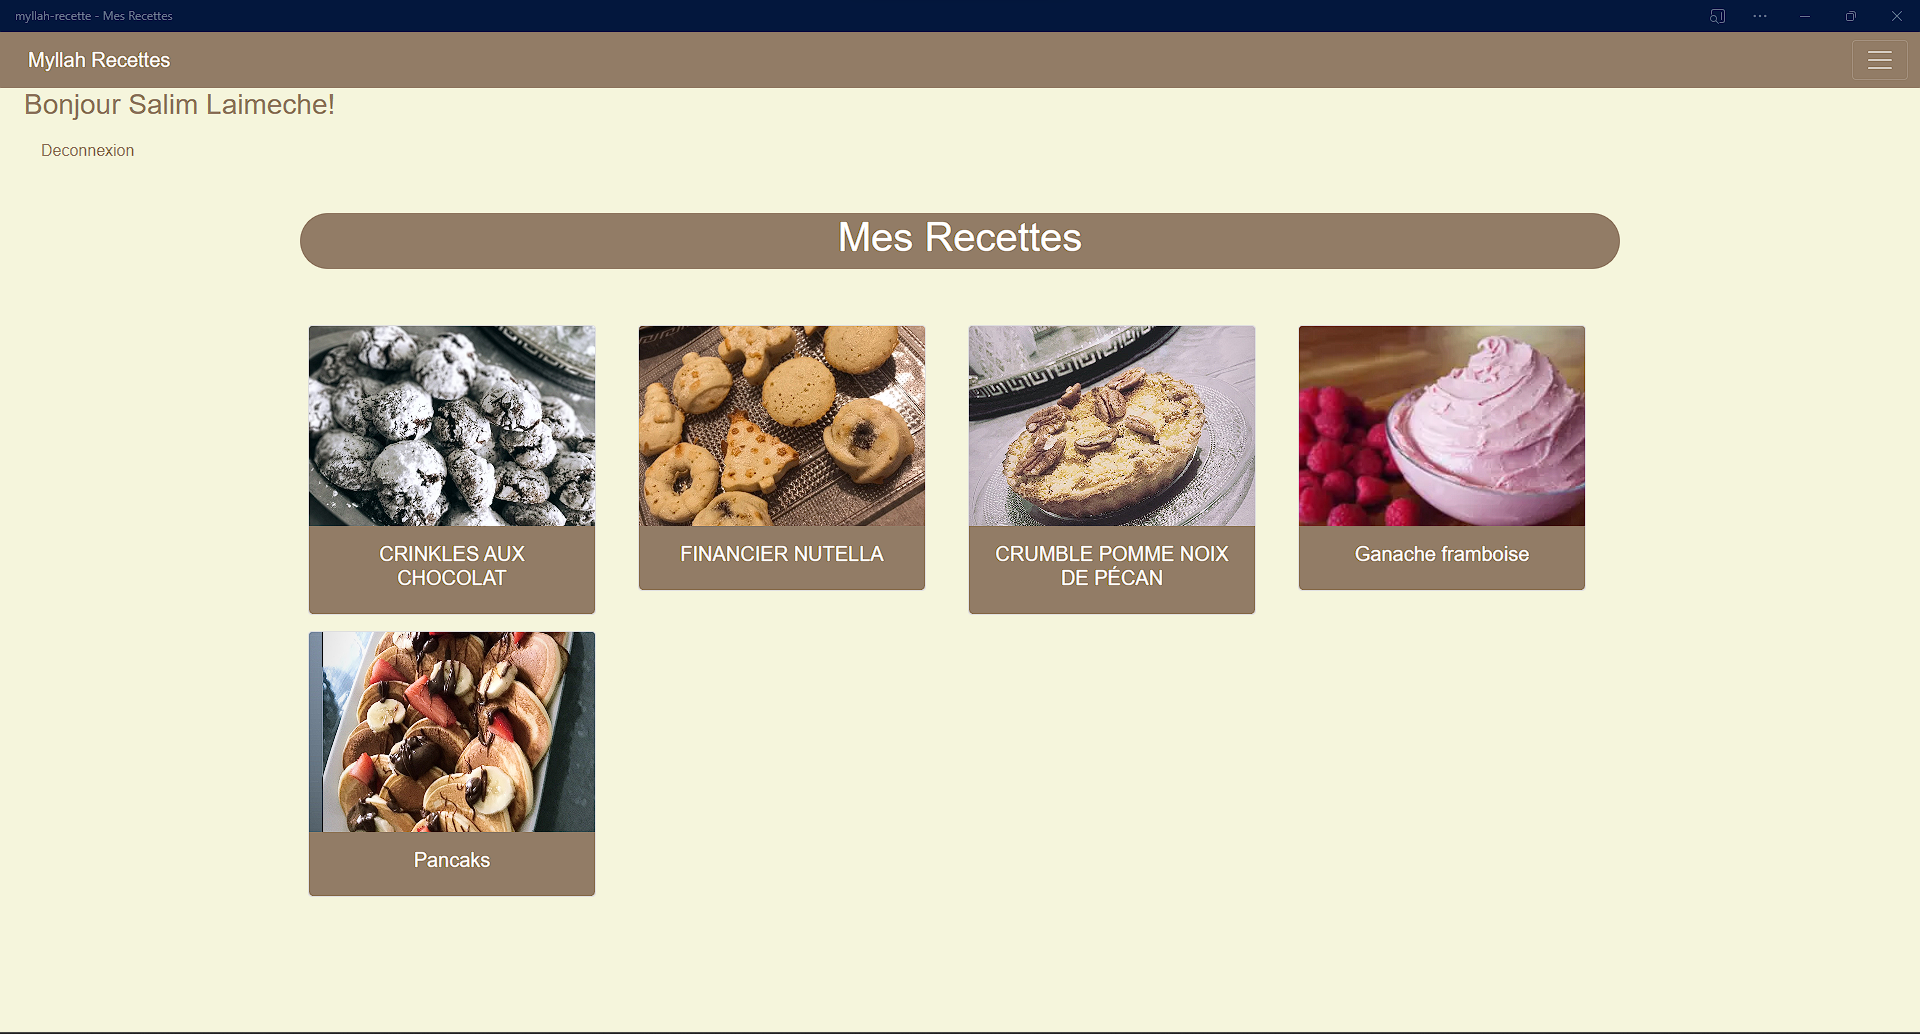 myllah-recette - Mes Recettes
Myllah Recettes
Bonjour Salim Laimeche!
Deconnexion
Mes Recettes
CRINKLES AUX
CHOCOLAT
FINANCIER NUTELLA
CRUMBLE POMME NOIX
DE PÉCAN
Ganache framboise
Pancaks